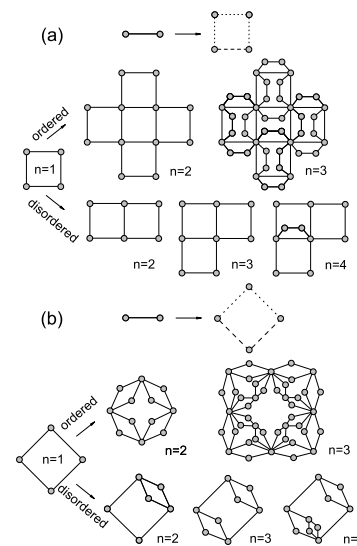 (a)
ordered
n=1
n=2
n=3
disordered
n=2
n=3
n=4
(b)
ordered
n=1
n=2
n=3
disordered
n=2
n=3
n=